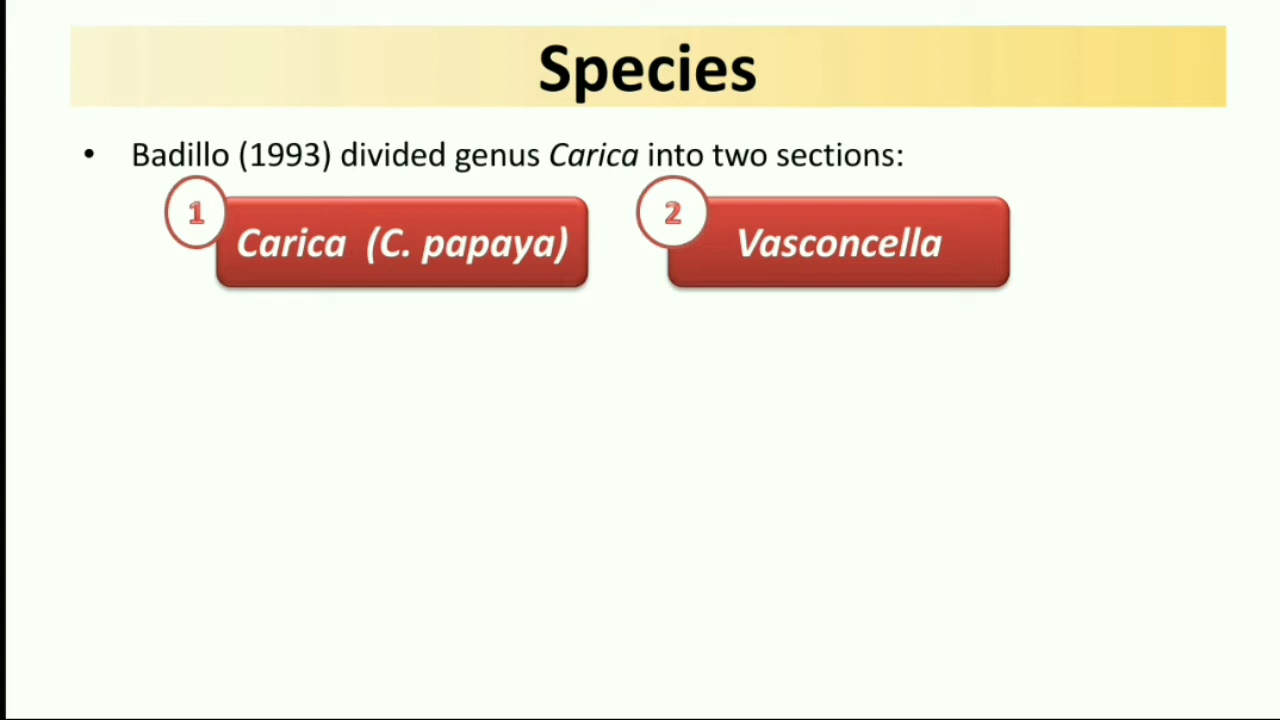 Species
• Badillo (1993) divided genus Carica into two sections:
1
Carica (C. papaya)
2
Vasconcella